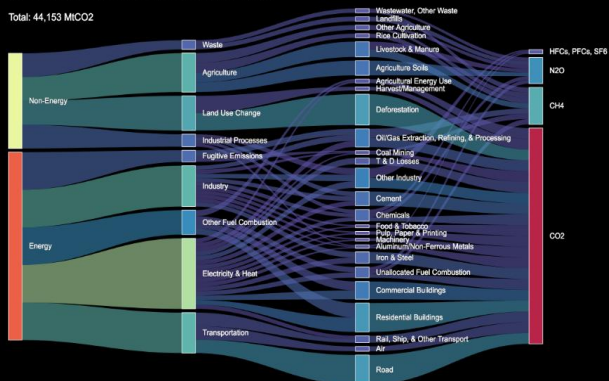 Total: 44,153 MtCO2
Non-Energy
Energy
Waste
Agriculture
Land Use Change
Industrial Processes
Fugitive Emissions
Industry
Other Fuel Combustion
Electricity & Heat
Transportation
Wastewater, Other Waste
Landfills
Other Agriculture
Rice Cultivation
Livestock & Manure
Agriculture Soils
Agricultural Energy Use
Harvest/Management
Deforestation
Oil/Gas Extraction, Refining, & Processing
Coal Mining
T & D Losses
Other Industry
Cement
Chemicals
Food & Tobacco
Pulp, Paper & Printing
Machinery
Aluminum/Non-Ferrous Metals
Iron & Steel
Unallocated Fuel Combustion
Commercial Buildings
Residential Buildings
Rail, Ship, & Other Transport
Air
Road
HFCs, PFCs, SF6
N2O
CH4
CO2